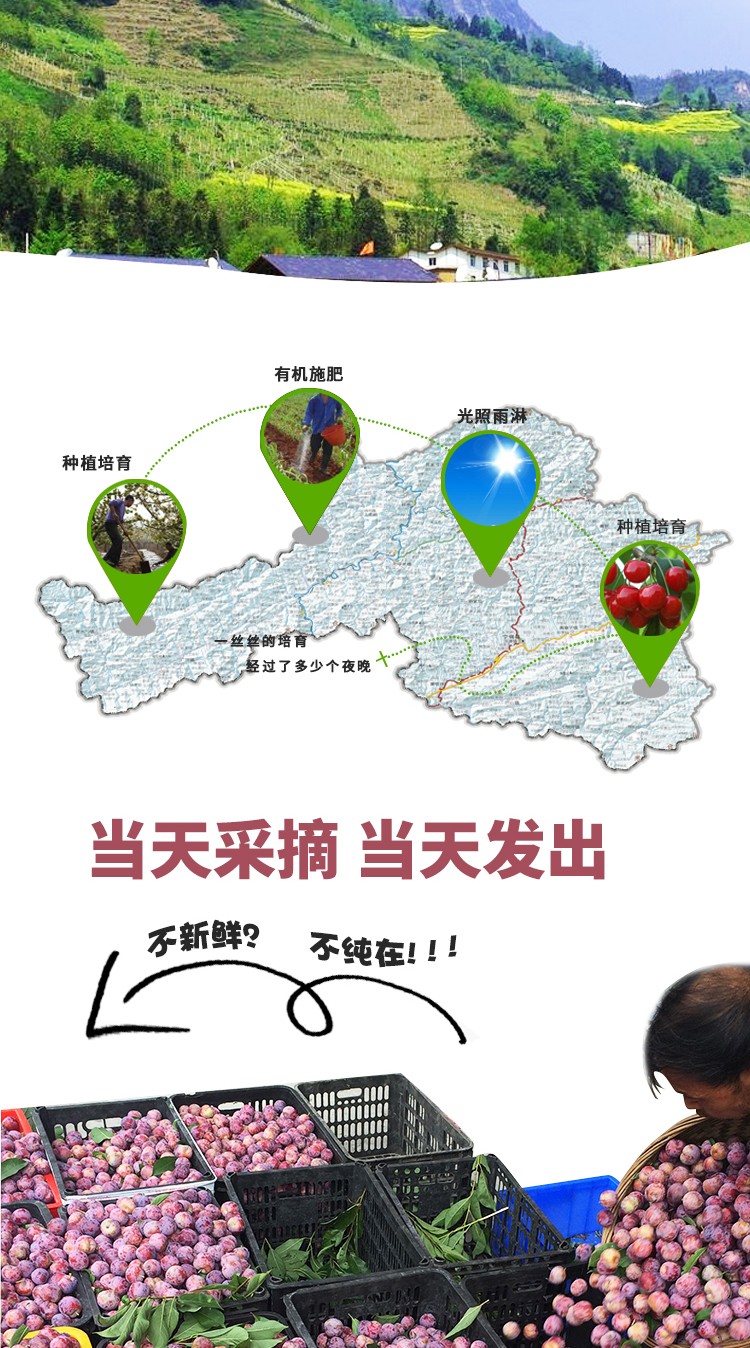 有机施肥
光照雨淋
种植培育
种植培育
一丝丝的培育
经过了多少个夜晚
当天采摘 当天发出
不新鲜? 不纯在!!!